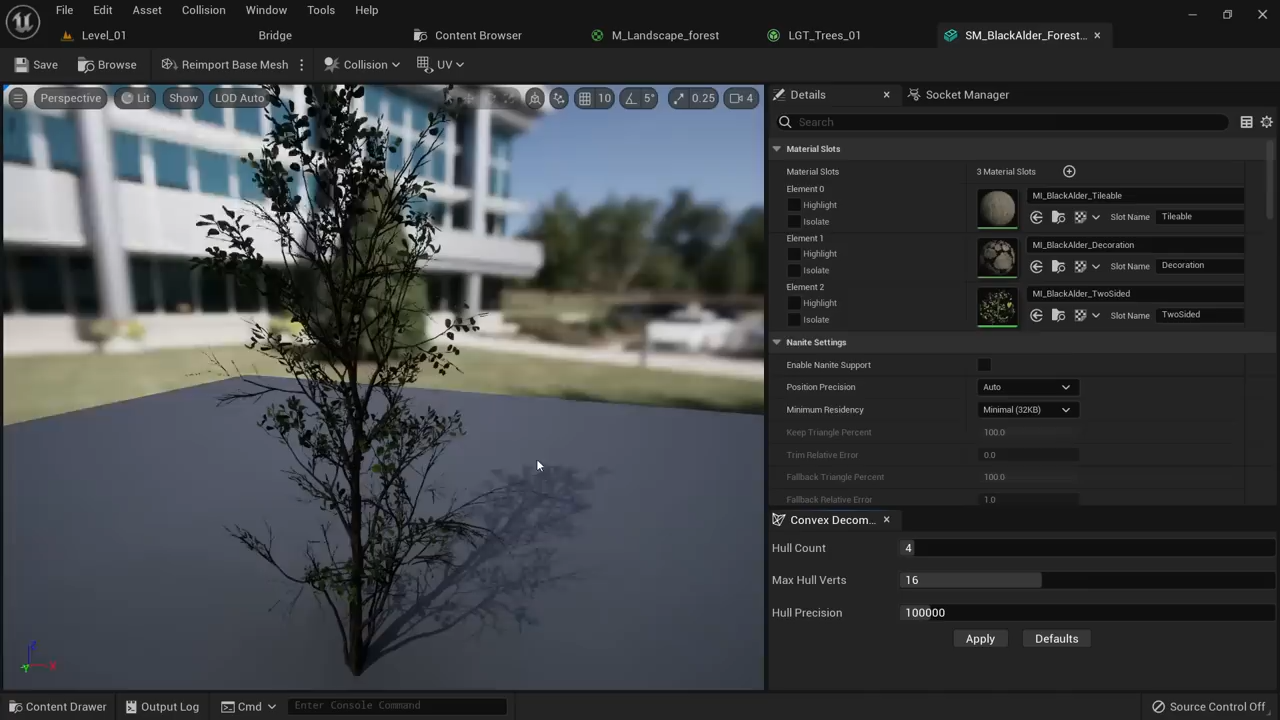 File Edit Asset Collision Window Tools Help
Level_01 Bridge Content Browser M_Landscape_forest LGT_Trees_01 SM_BlackAlder_Forest...
Save Browse Reimport Base Mesh Collision UV
Perspective Lit Show LOD Auto 10 5° 0.25 4
Details Socket Manager
Search
Material Slots
Material Slots 3 Material Slots
Element 0
Highlight
Isolate
MI_BlackAlder_Tileable
Slot Name Tileable
Element 1
Highlight
Isolate
MI_BlackAlder_Decoration
Slot Name Decoration
Element 2
Highlight
Isolate
MI_BlackAlder_TwoSided
Slot Name TwoSided
Nanite Settings
Enable Nanite Support
Position Precision Auto
Minimum Residency Minimal (32KB)
Keep Triangle Percent 100.0
Trim Relative Error 0.0
Fallback Triangle Percent 100.0
Fallback Relative Error 1.0
Convex Decom...
Hull Count 4
Max Hull Verts 16
Hull Precision 100000
Apply Defaults
Z
Y X
Content Drawer Output Log Cmd Enter Console Command Source Control Off